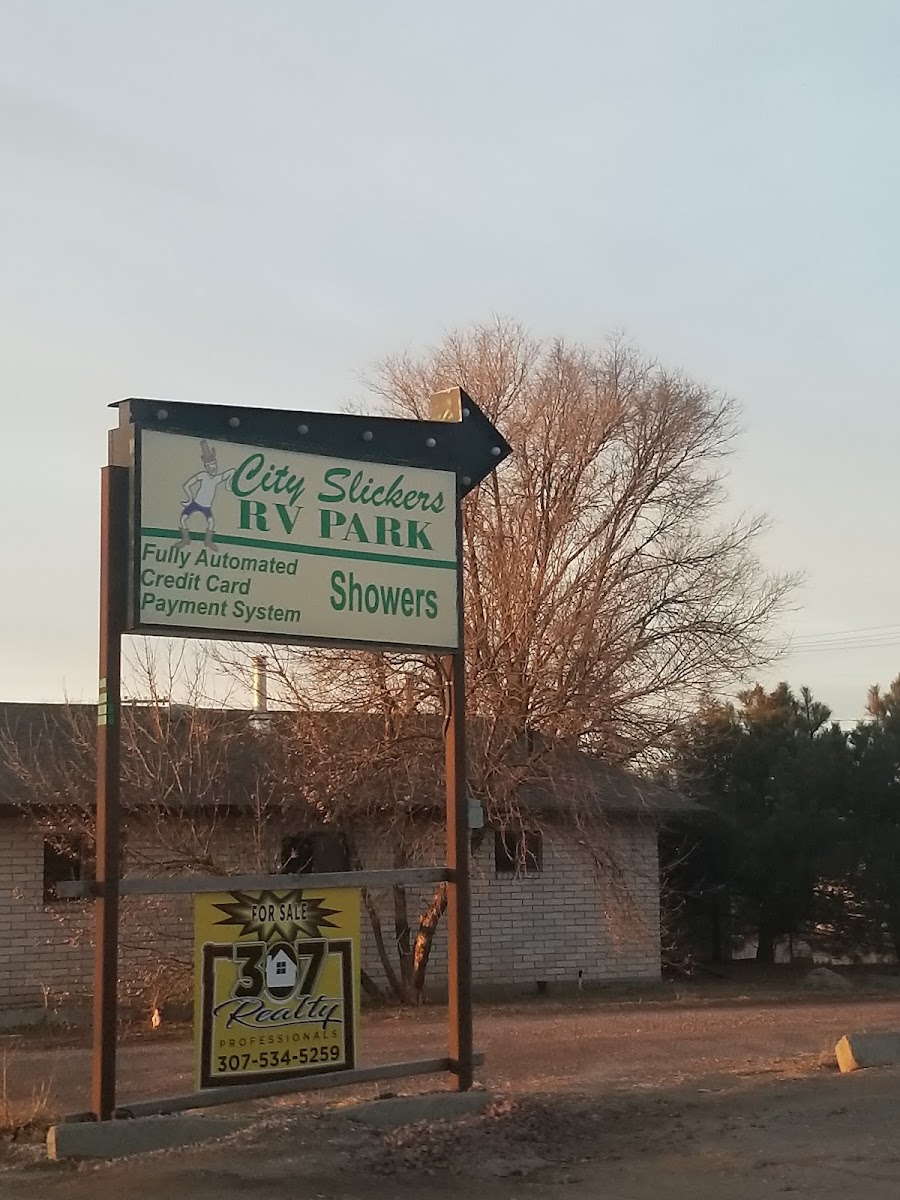 City Slickers
RV PARK
Fully Automated
Credit Card
Payment System
Showers
FOR SALE
307
Realty
PROFESSIONALS
307-534-5259